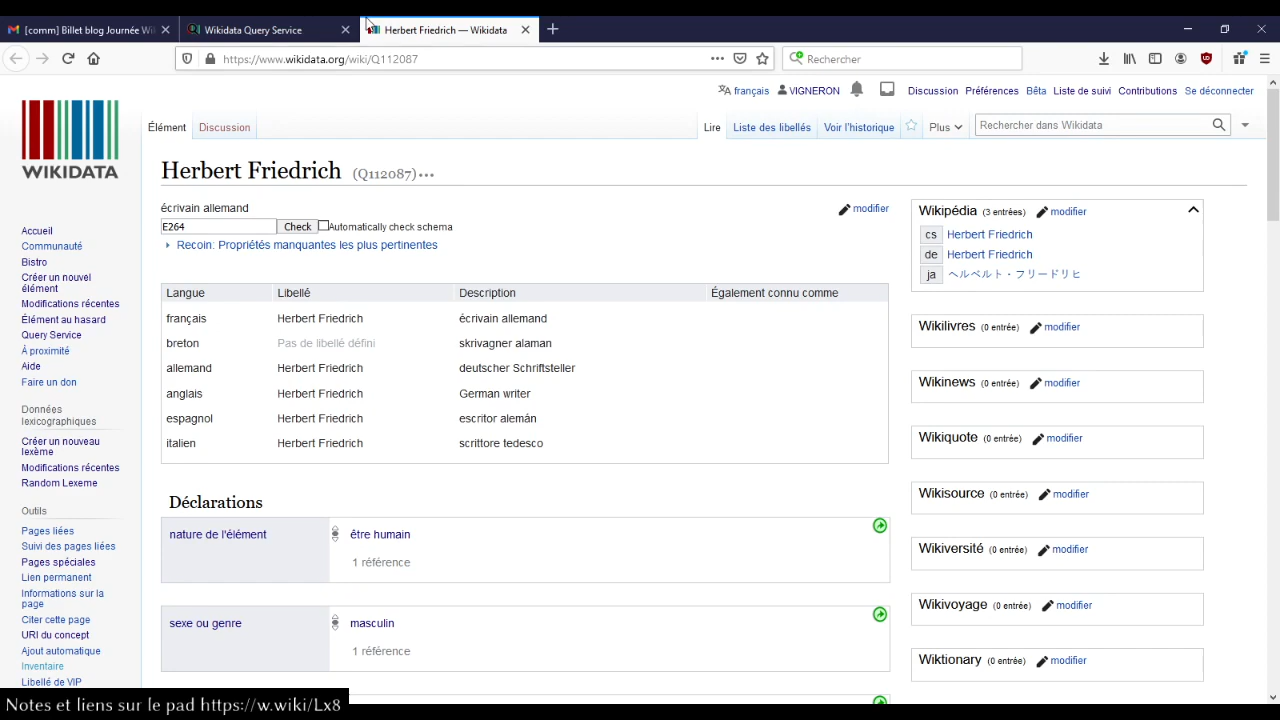 [comm] Billet blog Journée Wi
Wikidata Query Service
Herbert Friedrich — Wikidata
https://www.wikidata.org/wiki/Q112087
Rechercher
français
VIGNERON
Discussion
Préférences
Bêta
Liste de suivi
Contributions
Se déconnecter
WIKIDATA
Élément
Discussion
Lire
Liste des libellés
Voir l'historique
Plus
Rechercher dans Wikidata
Accueil
Communauté
Bistro
Créer un nouvel
élément
Modifications récentes
Élément au hasard
Query Service
À proximité
Aide
Faire un don
Données
lexicographiques
Créer un nouveau
lexème
Modifications récentes
Random Lexeme
Outils
Pages liées
Suivi des pages liées
Pages spéciales
Lien permanent
Informations sur la
page
Citer cette page
URI du concept
Ajout automatique
Inventaire
Libellé de VIP
Herbert Friedrich (Q112087)
écrivain allemand
modifier
E264
Check
Automatically check schema
Recoin: Propriétés manquantes les plus pertinentes
Langue Libellé Description Également connu comme
français Herbert Friedrich écrivain allemand
breton Pas de libellé défini skrivagner alaman
allemand Herbert Friedrich deutscher Schriftsteller
anglais Herbert Friedrich German writer
espagnol Herbert Friedrich escritor alemán
italien Herbert Friedrich scrittore tedesco
Déclarations
nature de l'élément
être humain
1 référence
sexe ou genre
masculin
1 référence
Wikipédia (3 entrées) modifier
cs Herbert Friedrich
de Herbert Friedrich
ja ヘルベルト・フリードリヒ
Wikilivres (0 entrée) modifier
Wikinews (0 entrée) modifier
Wikiquote (0 entrée) modifier
Wikisource (0 entrée) modifier
Wikiversité (0 entrée) modifier
Wikivoyage (0 entrée) modifier
Wiktionary (0 entrée) modifier
Notes et liens sur le pad https://w.wiki/Lx8